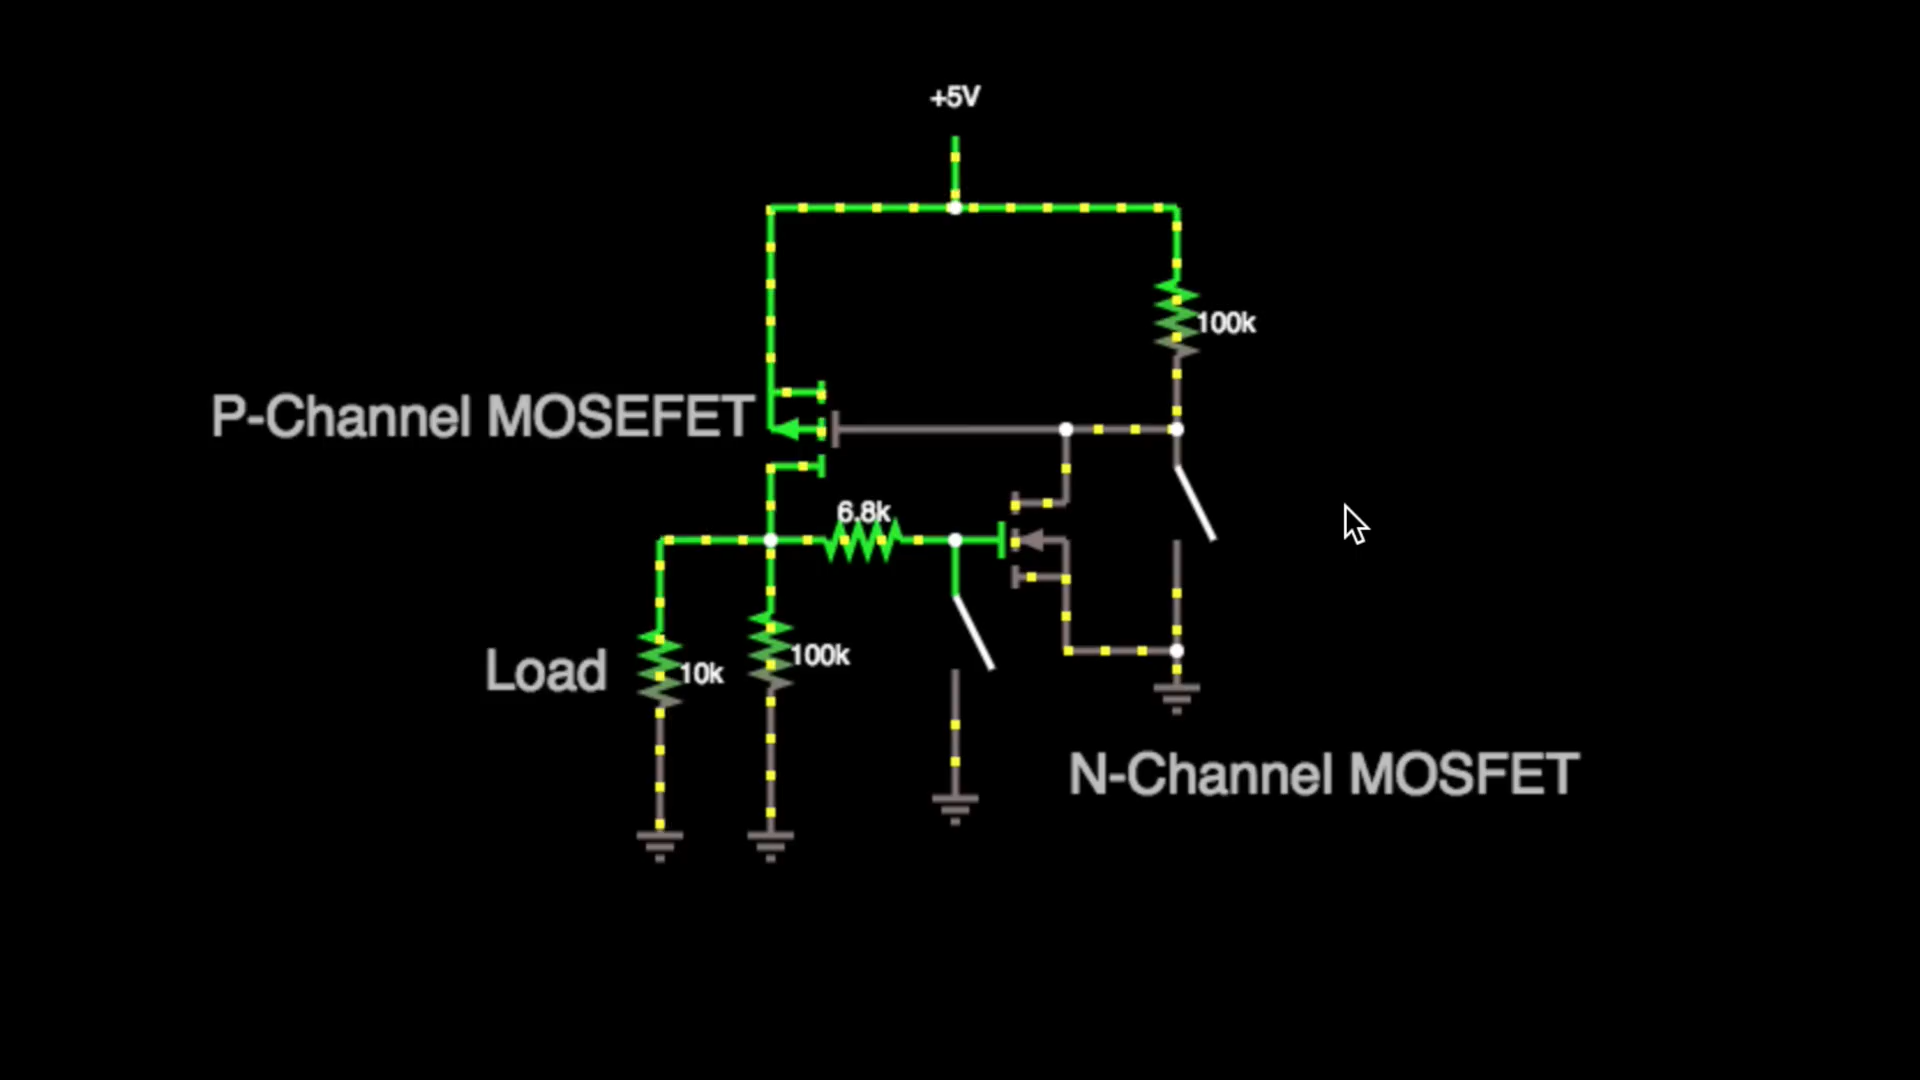 +5V
100k
P-Channel MOSEFET
6.8k
100k
Load
10k
N-Channel MOSFET